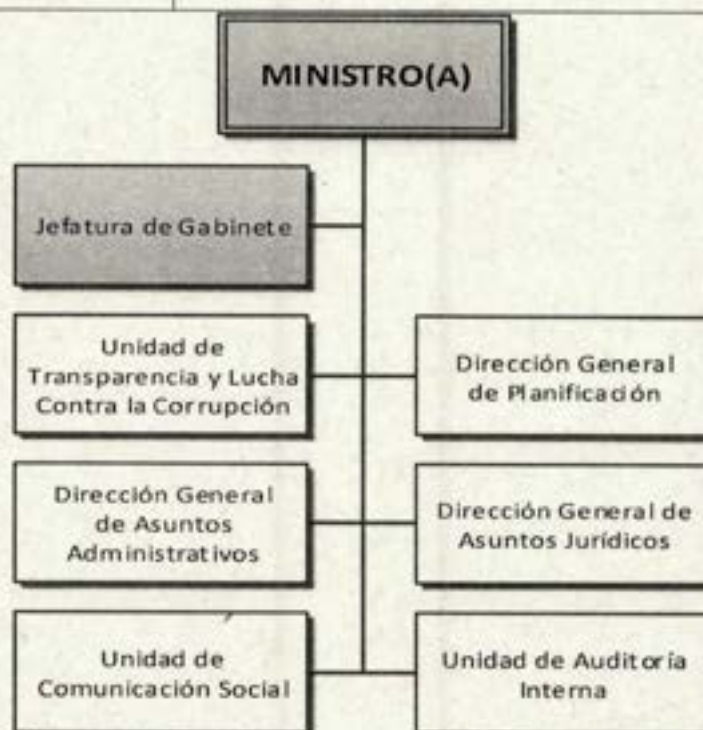 MINISTRO(A)
Jefatura de Gabinete
Unidad de
Transparencia y Lucha
Contra la Corrupción
Dirección General
de Planificación
Dirección General
de Asuntos
Administrativos
Dirección General de
Asuntos Jurídicos
Unidad de
Comunicación Social
Unidad de Auditoría
Interna